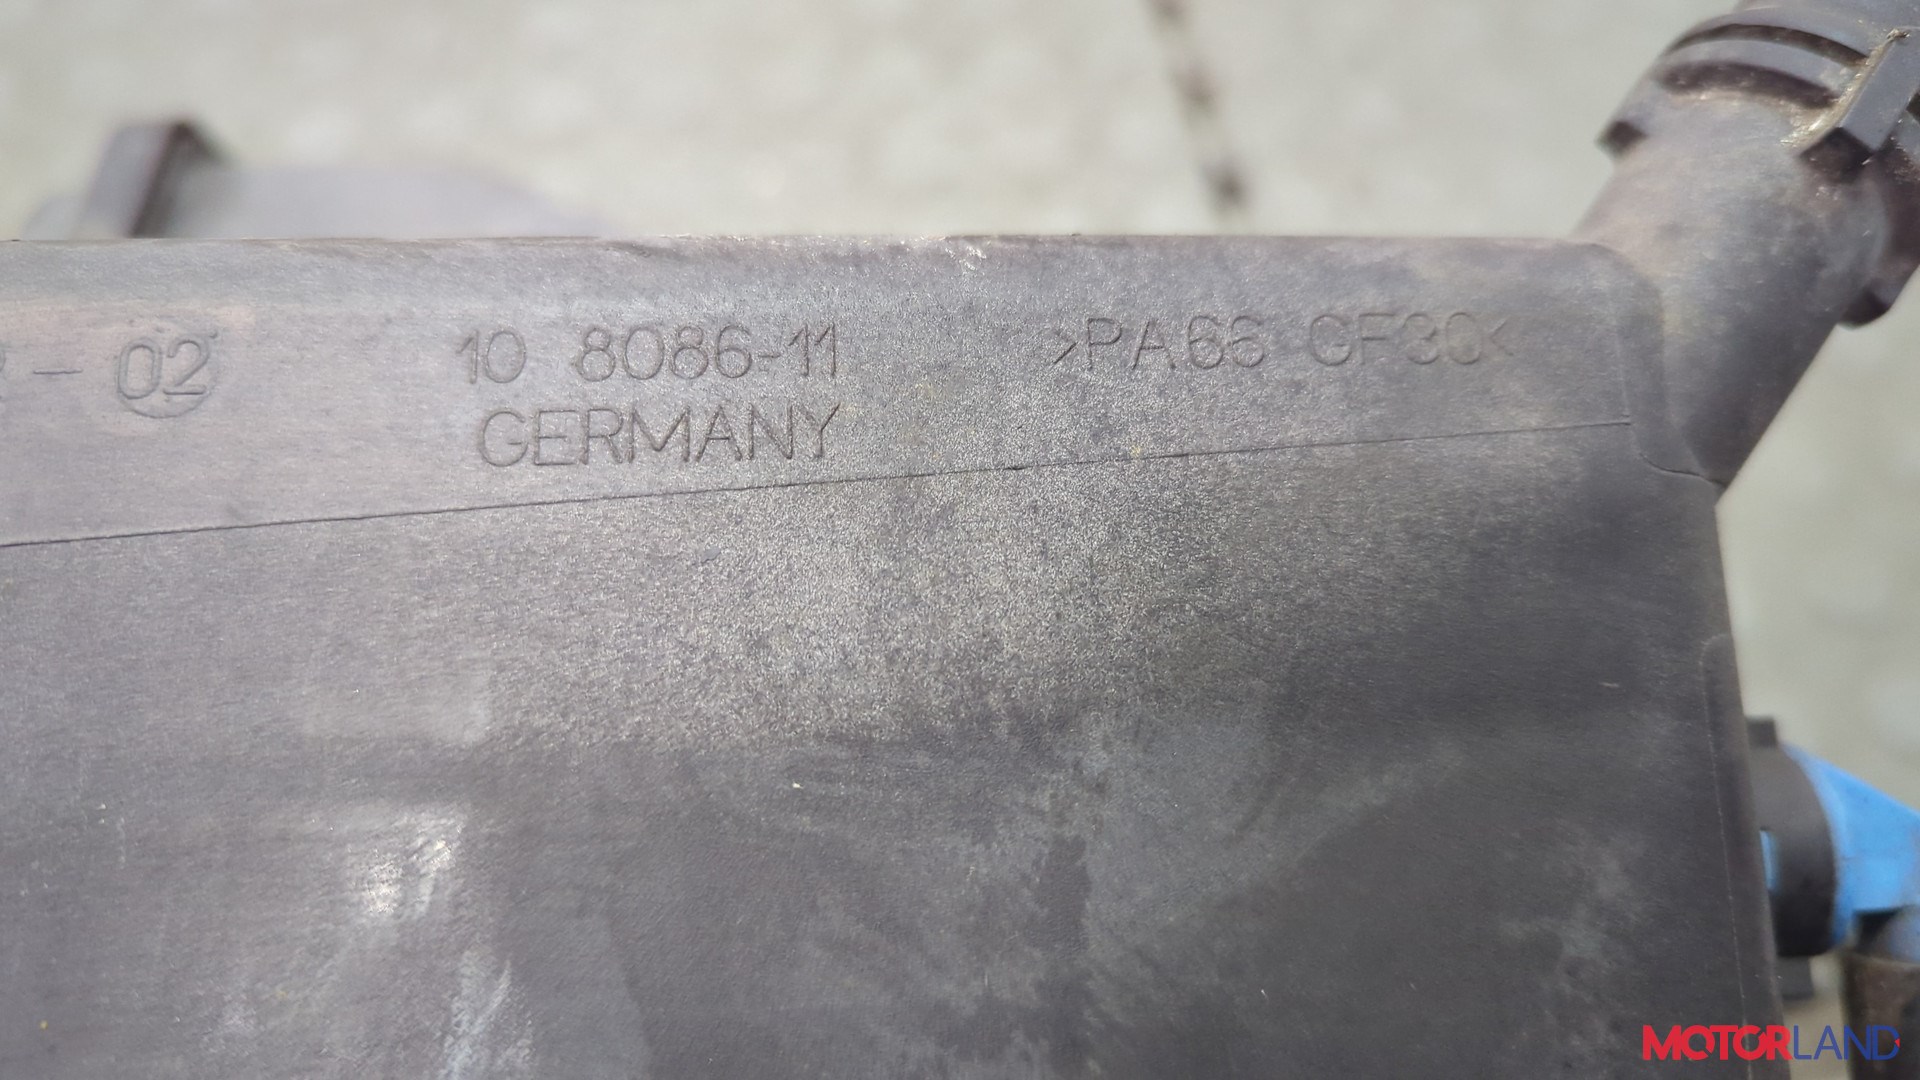 - 02 10 8086-11 >PA66 GF30<
GERMANY
MOTORLAND